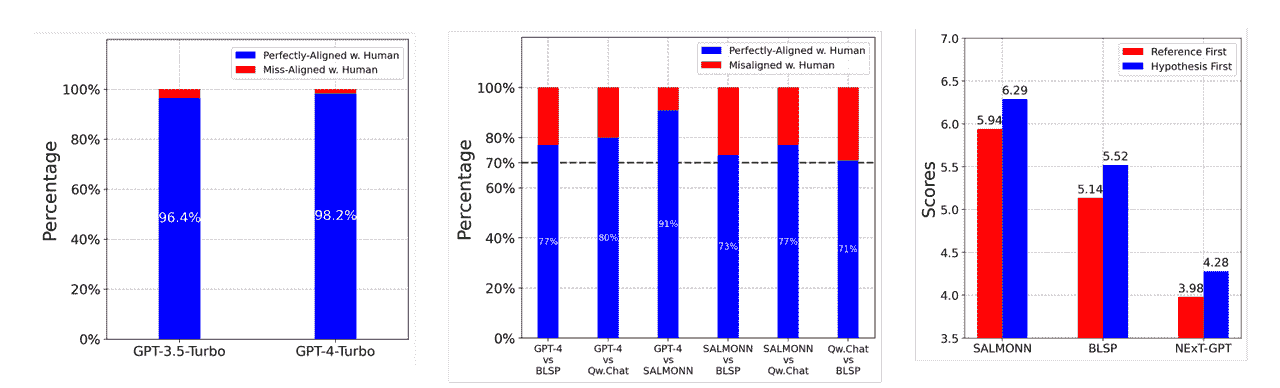 Perfectly-Aligned w. Human
Miss-Aligned w. Human
Percentage
100%
80%
60%
40%
20%
0%
96.4%
98.2%
GPT-3.5-Turbo
GPT-4-Turbo
Perfectly-Aligned w. Human
Misaligned w. Human
Percentage
100%
80%
70%
60%
40%
20%
0%
77%
80%
91%
73%
77%
71%
GPT-4
vs
BLSP
GPT-4
vs
Qw.Chat
GPT-4
vs
SALMONN
SALMONN
vs
BLSP
SALMONN
vs
Qw.Chat
Qw.Chat
vs
BLSP
Reference First
Hypothesis First
Scores
7.0
6.5
6.0
5.5
5.0
4.5
4.0
3.5
5.94
6.29
5.14
5.52
3.98
4.28
SALMONN
BLSP
NExT-GPT